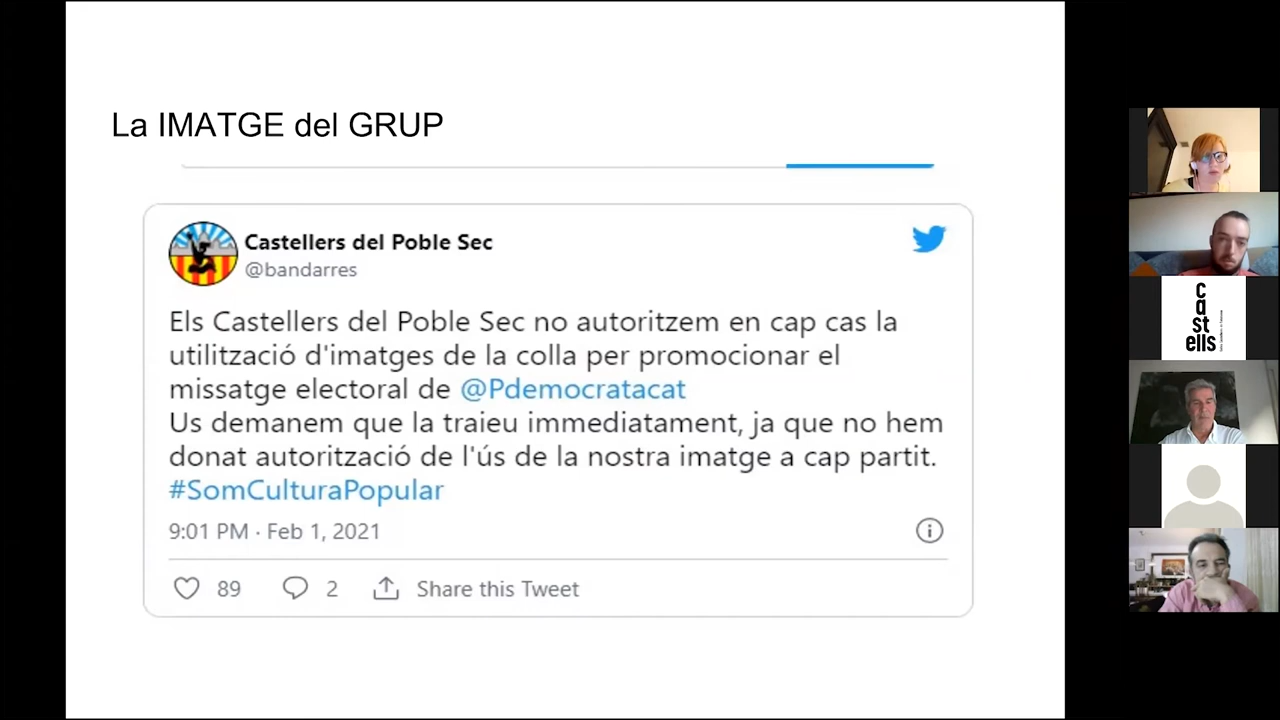 La IMATGE del GRUP
Castellers del Poble Sec
@bandarres
Els Castellers del Poble Sec no autoritzem en cap cas la
utilització d'imatges de la colla per promocionar el
missatge electoral de @Pdemocratacat
Us demanem que la traieu immediatament, ja que no hem
donat autorització de l'ús de la nostra imatge a cap partit.
#SomCulturaPopular
9:01 PM · Feb 1, 2021
89 2 Share this Tweet
c
a
st
ells